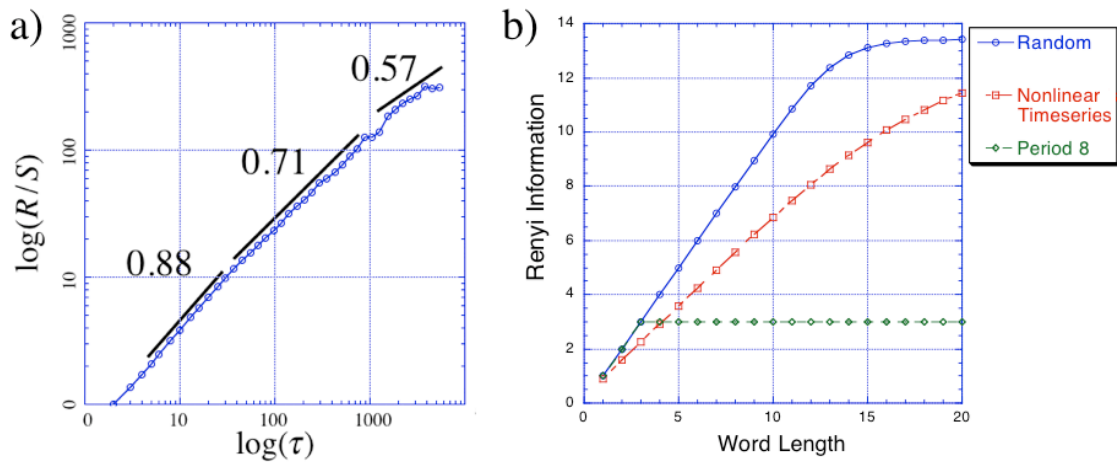 a)
log(R/S)
1000
100
10
0
0.88
0.71
0.57
0
10
100
1000
log(τ)
b)
Renyi Information
14
12
10
8
6
4
2
0
0
5
10
15
20
Word Length
Random
Nonlinear
Timeseries
Period 8